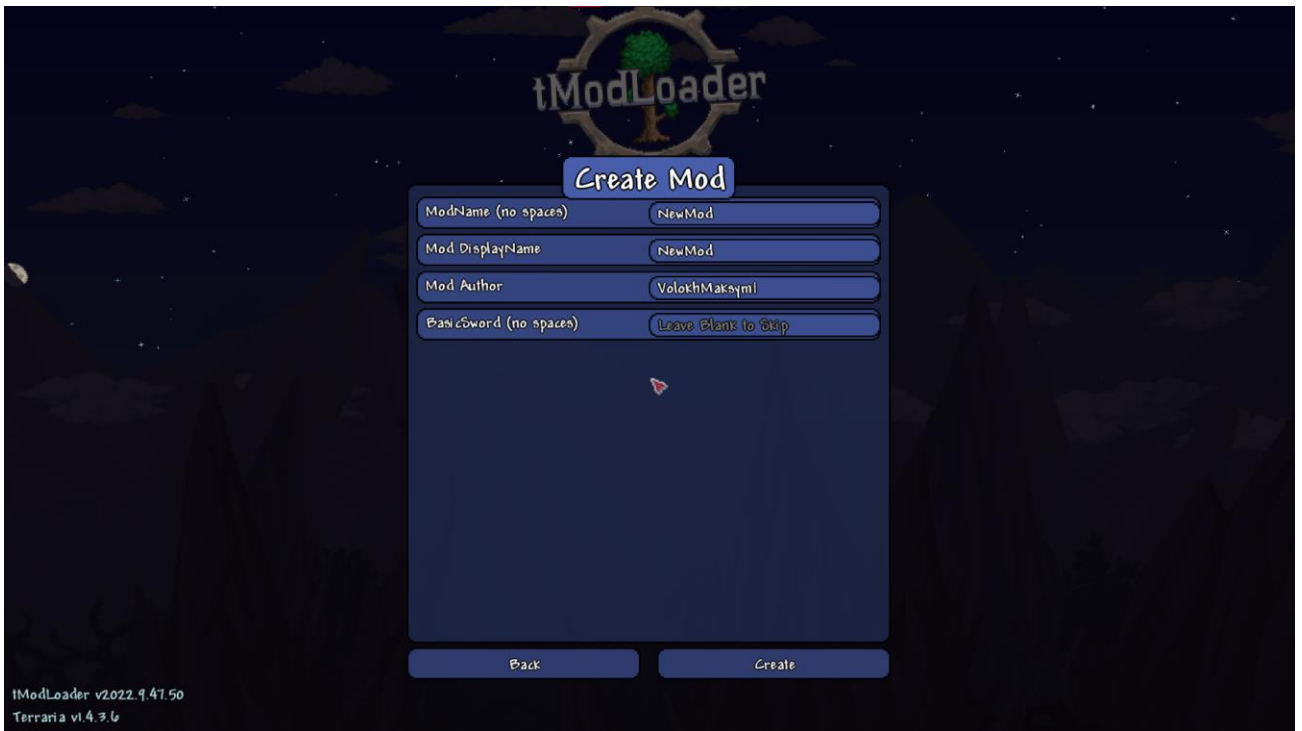 tModLoader
Create Mod
ModName (no spaces) NewMod
Mod DisplayName NewMod
Mod Author VolokhMaksyml
BasicSword (no spaces) Leave Blank to Skip
Back Create
tModLoader v2022.9.47.50
Terraria v1.4.3.6